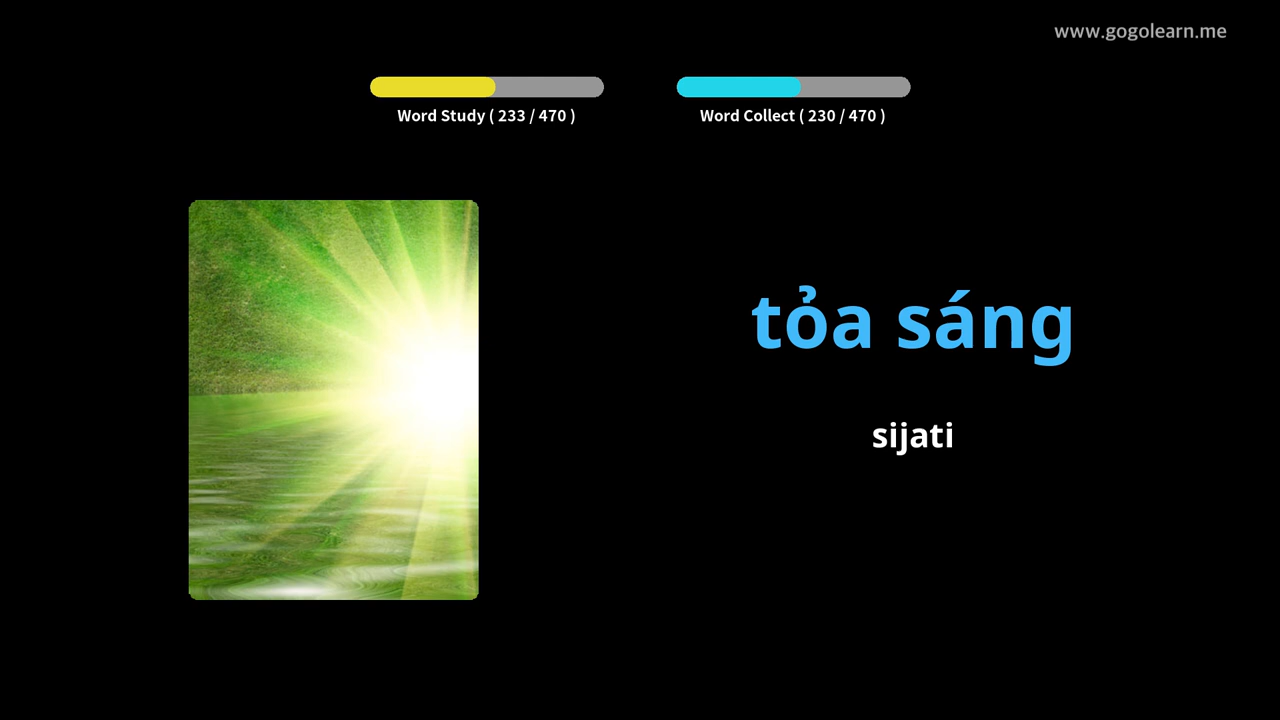 www.gogolearn.me
Word Study ( 233 / 470 )
Word Collect ( 230 / 470 )
tỏa sáng
sijati